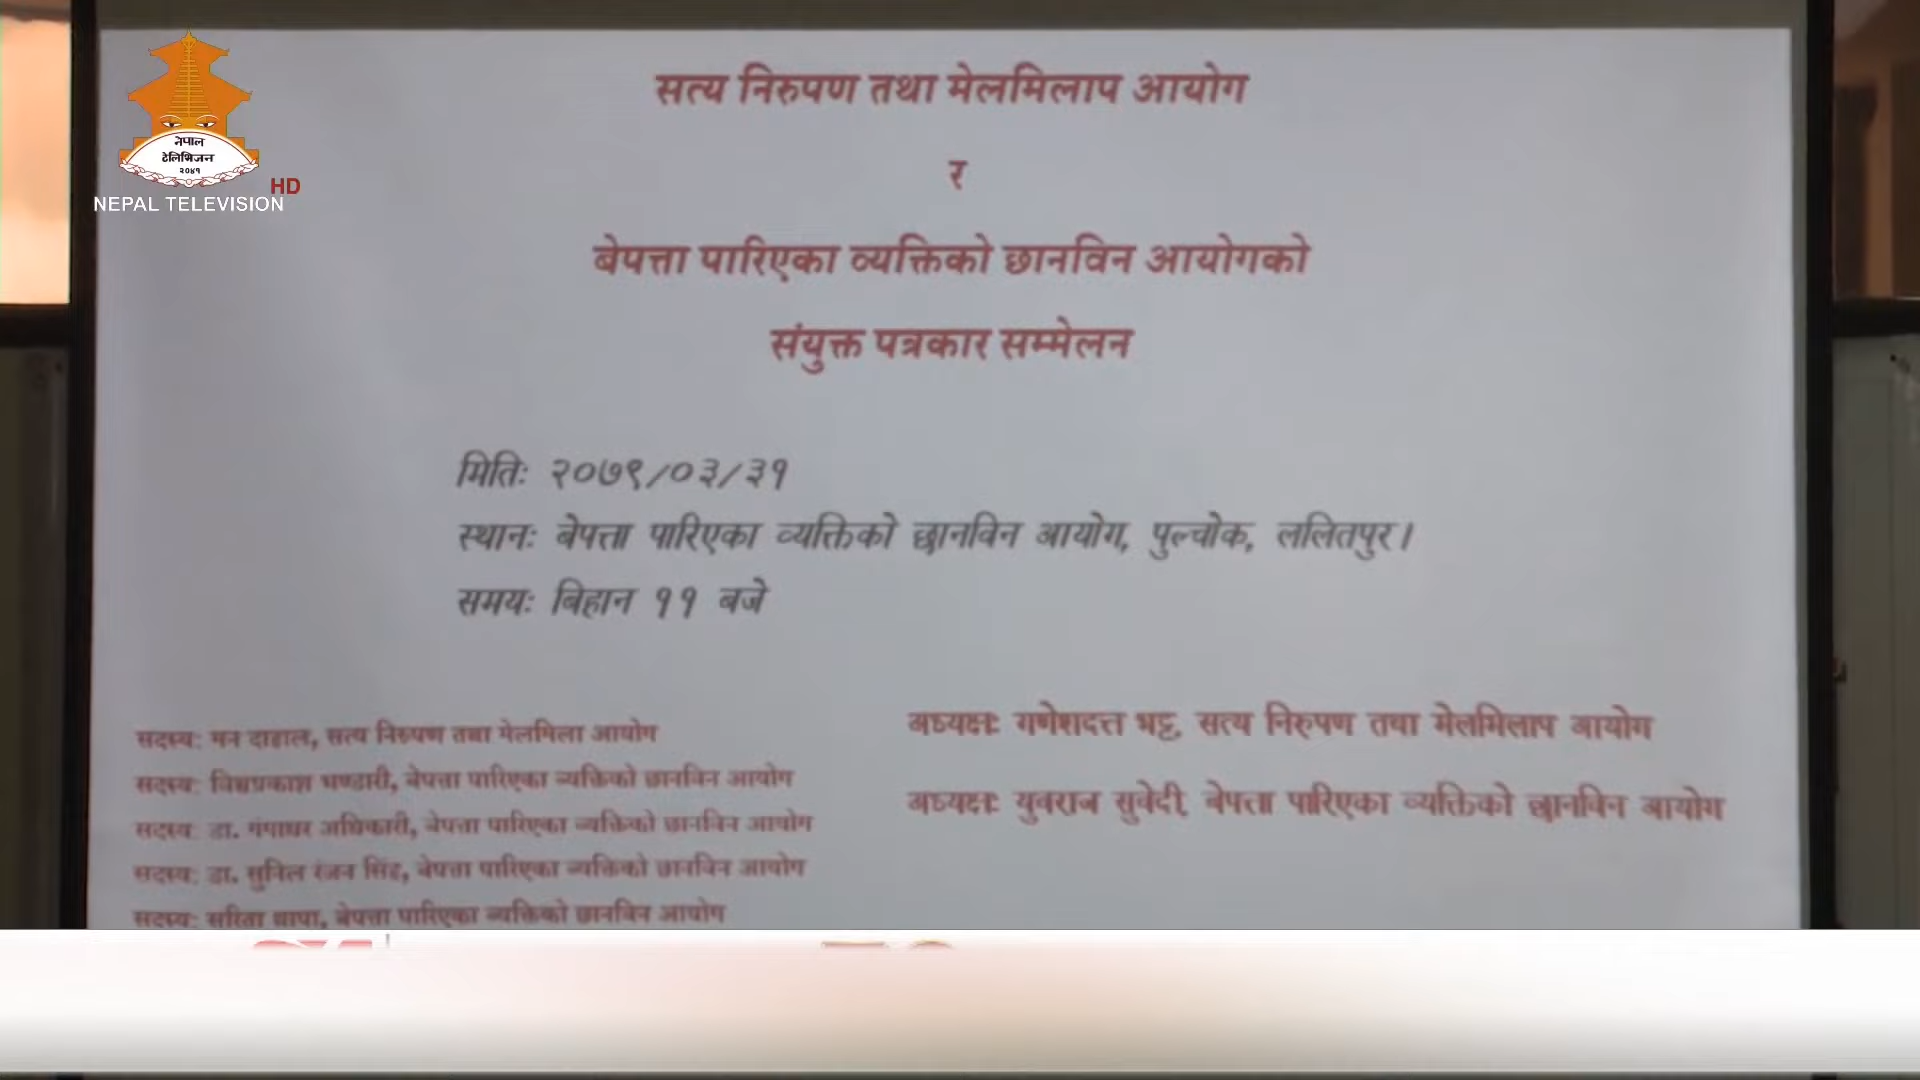 नेपाल
टेलिभिजन
२०४१
HD
NEPAL TELEVISION
सत्य निरुपण तथा मेलमिलाप आयोग
र
बेपत्ता पारिएका व्यक्तिको छानविन आयोगको
संयुक्त पत्रकार सम्मेलन
मितिः २०७९/०३/३१
स्थानः बेपत्ता पारिएका व्यक्तिको छानविन आयोग, पुल्चोक, ललितपुर।
समयः बिहान ११ बजे
सदस्यः मन दाहाल, सत्य निरुपण तथा मेलमिला आयोग
सदस्यः विश्वप्रकाश भण्डारी, बेपत्ता पारिएका व्यक्तिको छानविन आयोग
सदस्यः डा. गंगाधर अधिकारी, बेपत्ता पारिएका व्यक्तिको छानविन आयोग
सदस्यः डा. सुनिल रंजन सिंह, बेपत्ता पारिएका व्यक्तिको छानविन आयोग
सदस्यः सरिता थापा, बेपत्ता पारिएका व्यक्तिको छानविन आयोग
अध्यक्षः गणेशदत्त भट्ट, सत्य निरुपण तथा मेलमिलाप आयोग
अध्यक्षः युवराज सुवेदी, बेपत्ता पारिएका व्यक्तिको छानविन आयोग